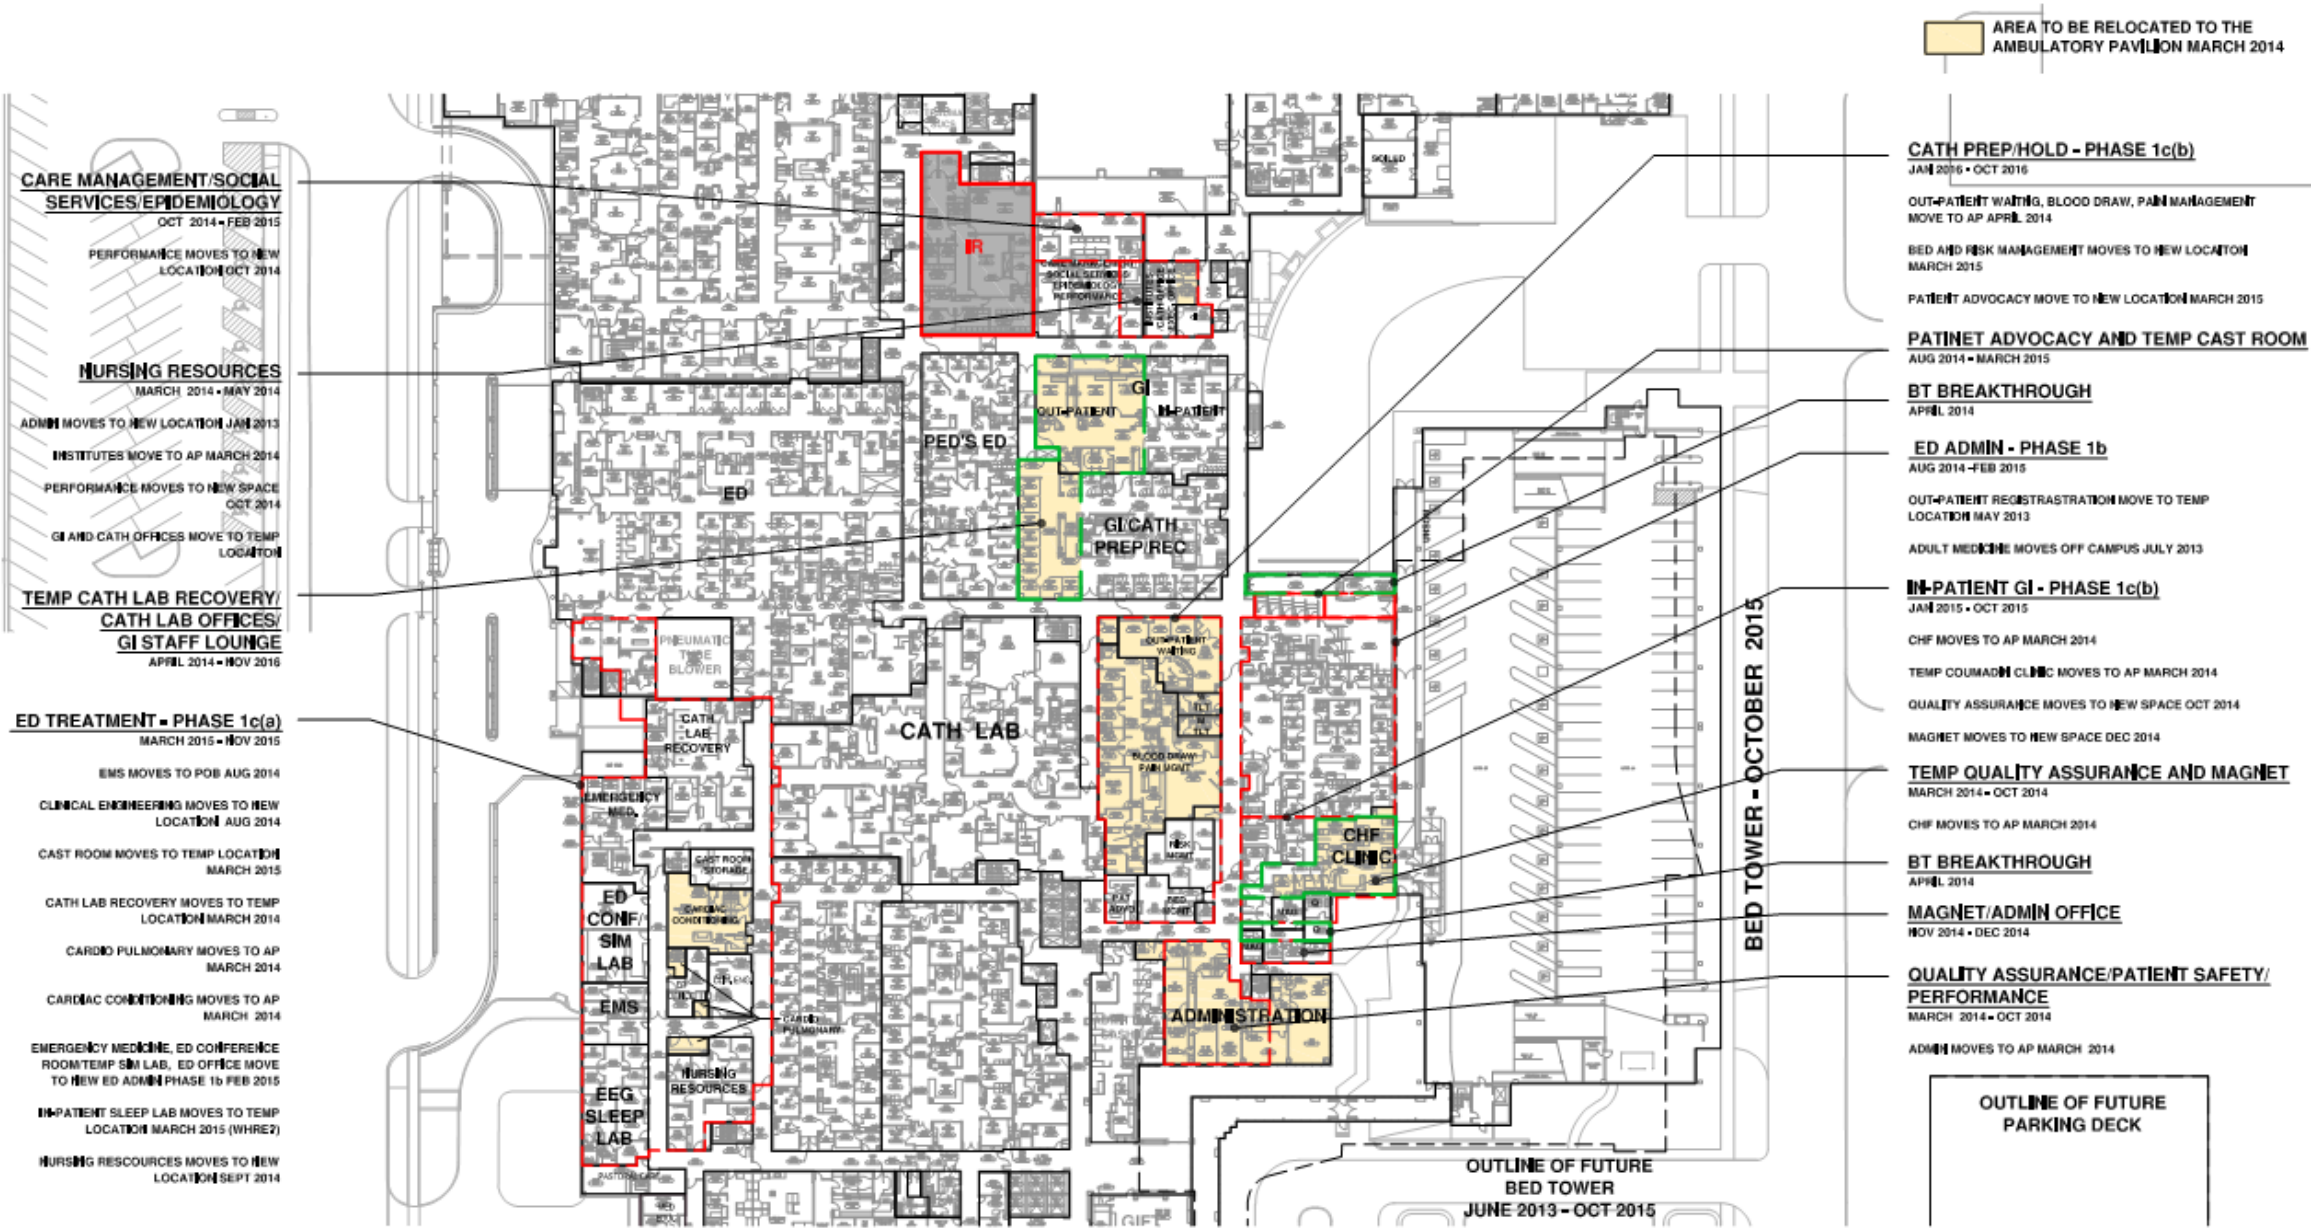 AREA TO BE RELOCATED TO THE
AMBULATORY PAVILION MARCH 2014
CARE MANAGEMENT/SOCIAL
SERVICES/EPIDEMIOLOGY
OCT 2014 - FEB 2015
PERFORMANCE MOVES TO NEW
LOCATION OCT 2014
NURSING RESOURCES
MARCH 2014 - MAY 2014
ADMIN MOVES TO NEW LOCATION JAN 2013
INSTITUTES MOVE TO AP MARCH 2014
PERFORMANCE MOVES TO NEW SPACE
OCT 2014
GI AND CATH OFFICES MOVE TO TEMP
LOCAITON
TEMP CATH LAB RECOVERY/
CATH LAB OFFICES/
GI STAFF LOUNGE
APRIL 2014 - NOV 2016
ED TREATMENT - PHASE 1c(a)
MARCH 2015 - NOV 2015
EMS MOVES TO POB AUG 2014
CLINICAL ENGINEERING MOVES TO NEW
LOCATION AUG 2014
CAST ROOM MOVES TO TEMP LOCATION
MARCH 2015
CATH LAB RECOVERY MOVES TO TEMP
LOCATION MARCH 2014
CARDIO PULMONARY MOVES TO AP
MARCH 2014
CARDIAC CONDITIONING MOVES TO AP
MARCH 2014
EMERGENCY MEDICINE, ED CONFERENCE
ROOM/TEMP SIM LAB, ED OFFICE MOVE
TO NEW ED ADMIN PHASE 1b FEB 2015
IN-PATIENT SLEEP LAB MOVES TO TEMP
LOCATION MARCH 2015 (WHRE?)
NURSING RESCOURCES MOVES TO NEW
LOCATION SEPT 2014
SOILED
IR
CARE MANAGEMENT/
SOCIAL SERVICES/
EPIDEMIOLOGY/
PERFORMANCE
GI
OUT-PATIENT
IN-PATIENT
PED'S ED
ED
GI/CATH
PREP/REC
PNEUMATIC
TUBE
BLOWER
CATH
LAB
RECOVERY
CATH LAB
OUT-PATIENT
WAITING
TLT
M
TLT
BLOOD DRAW/
PAIN MGMT
RISK
MGMT
PAT
ADVO
BED
MGMT
EMERGENCY
MED.
CAST ROOM
/STORAGE
CARDIAC
CONDITIONING
ED
CONF/
SIM
LAB
EMS
CARDIO
PULMONARY
NURSING
RESOURCES
EEG
SLEEP
LAB
CHF
CLINIC
MAG
ADMINISTRATION
GIFT
CATH PREP/HOLD - PHASE 1c(b)
JAN 2016 - OCT 2016
OUT-PATIENT WAITNG, BLOOD DRAW, PAIN MANAGEMENT
MOVE TO AP APRIL 2014
BED AND RISK MANAGEMENT MOVES TO NEW LOCAITON
MARCH 2015
PATIENT ADVOCACY MOVE TO NEW LOCATION MARCH 2015
PATINET ADVOCACY AND TEMP CAST ROOM
AUG 2014 - MARCH 2015
BT BREAKTHROUGH
APRIL 2014
ED ADMIN - PHASE 1b
AUG 2014 -FEB 2015
OUT-PATIENT REGISTRASTRATION MOVE TO TEMP
LOCATION MAY 2013
ADULT MEDICINE MOVES OFF CAMPUS JULY 2013
IN-PATIENT GI - PHASE 1c(b)
JAN 2015 - OCT 2015
CHF MOVES TO AP MARCH 2014
TEMP COUMADIN CLINIC MOVES TO AP MARCH 2014
QUALITY ASSURANCE MOVES TO NEW SPACE OCT 2014
MAGNET MOVES TO NEW SPACE DEC 2014
TEMP QUALITY ASSURANCE AND MAGNET
MARCH 2014 - OCT 2014
CHF MOVES TO AP MARCH 2014
BT BREAKTHROUGH
APRIL 2014
MAGNET/ADMIN OFFICE
NOV 2014 - DEC 2014
QUALITY ASSURANCE/PATIENT SAFETY/
PERFORMANCE
MARCH 2014 - OCT 2014
ADMIN MOVES TO AP MARCH 2014
BED TOWER - OCTOBER 2015
OUTLINE OF FUTURE
PARKING DECK
OUTLINE OF FUTURE
BED TOWER
JUNE 2013 - OCT 2015